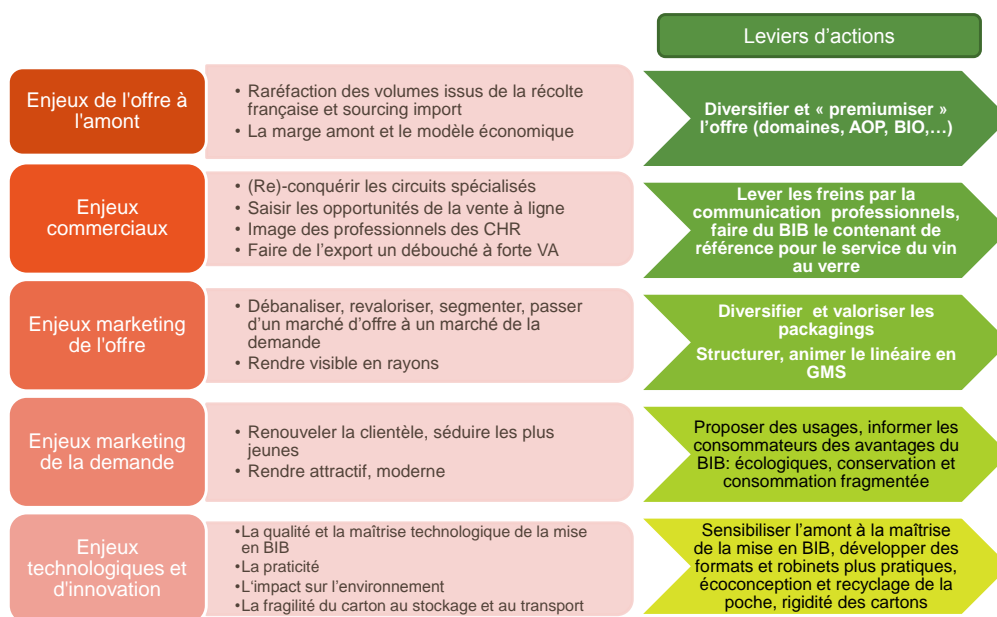 Leviers d'actions
Enjeux de l'offre à
l'amont
• Raréfaction des volumes issus de la récolte
française et sourcing import
• La marge amont et le modèle économique
Diversifier et « premiumiser »
l'offre (domaines, AOP, BIO,…)
Enjeux
commerciaux
• (Re)-conquérir les circuits spécialisés
• Saisir les opportunités de la vente à ligne
• Image des professionnels des CHR
• Faire de l'export un débouché à forte VA
Lever les freins par la
communication professionnels,
faire du BIB le contenant de
référence pour le service du vin
au verre
Enjeux marketing
de l'offre
• Débanaliser, revaloriser, segmenter, passer
d'un marché d'offre à un marché de la
demande
• Rendre visible en rayons
Diversifier et valoriser les
packagings
Structurer, animer le linéaire en
GMS
Enjeux marketing
de la demande
• Renouveler la clientèle, séduire les plus
jeunes
• Rendre attractif, moderne
Proposer des usages, informer les
consommateurs des avantages du
BIB: écologiques, conservation et
consommation fragmentée
Enjeux
technologiques et
d'innovation
•La qualité et la maîtrise technologique de la mise
en BIB
•La praticité
•L'impact sur l'environnement
•La fragilité du carton au stockage et au transport
Sensibiliser l'amont à la maîtrise
de la mise en BIB, développer des
formats et robinets plus pratiques,
écoconception et recyclage de la
poche, rigidité des cartons